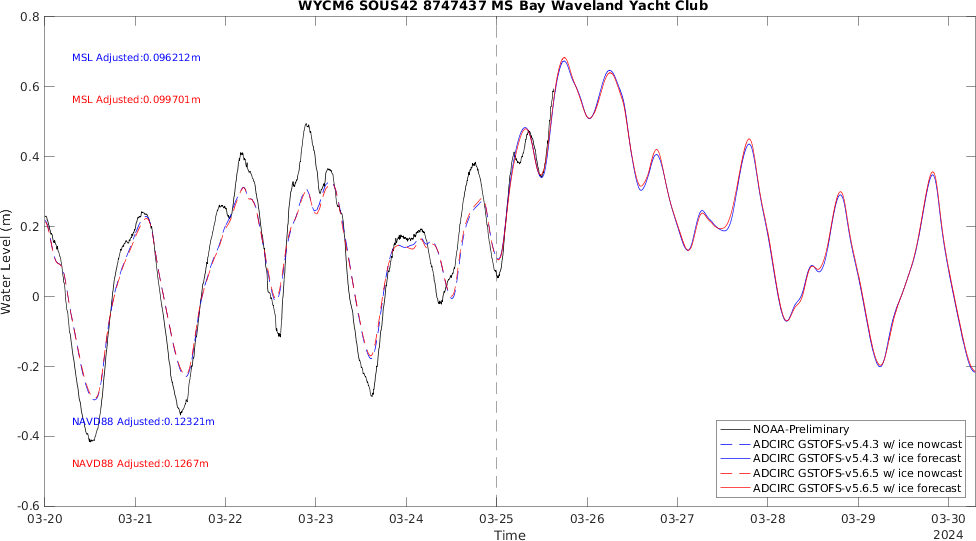 WYCM6 SOUS42 8747437 MS Bay Waveland Yacht Club
0.8
0.6
0.4
0.2
0
-0.2
-0.4
-0.6
Water Level (m)
MSL Adjusted:0.096212m
MSL Adjusted:0.099701m
NAVD88 Adjusted:0.12321m
NAVD88 Adjusted:0.1267m
NOAA-Preliminary
ADCIRC GSTOFS-v5.4.3 w/ ice nowcast
ADCIRC GSTOFS-v5.4.3 w/ ice forecast
ADCIRC GSTOFS-v5.6.5 w/ ice nowcast
ADCIRC GSTOFS-v5.6.5 w/ ice forecast
03-20 03-21 03-22 03-23 03-24 03-25 03-26 03-27 03-28 03-29 03-30
Time
2024